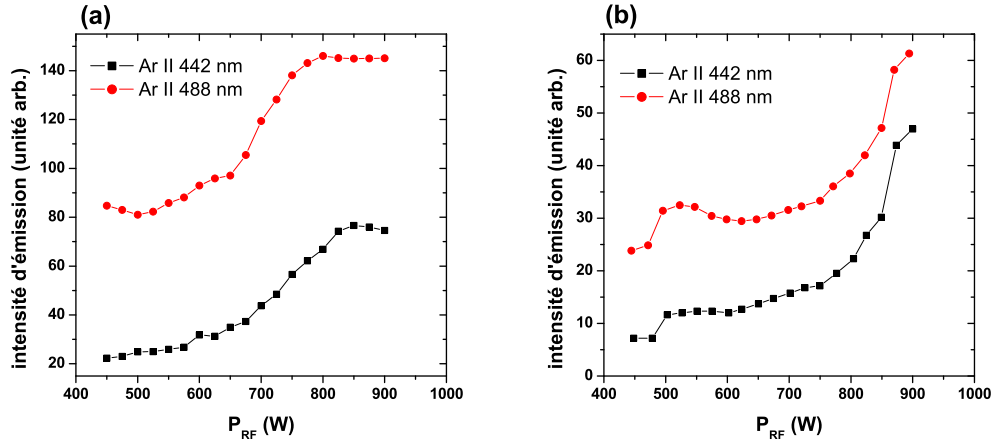 (a)
Ar II 442 nm
Ar II 488 nm
intensité d'émission (unité arb.)
140
120
100
80
60
40
20
400
500
600
700
800
900
1000
P_RF (W)
(b)
Ar II 442 nm
Ar II 488 nm
intensité d'émission (unité arb.)
60
50
40
30
20
10
0
400
500
600
700
800
900
1000
P_RF (W)